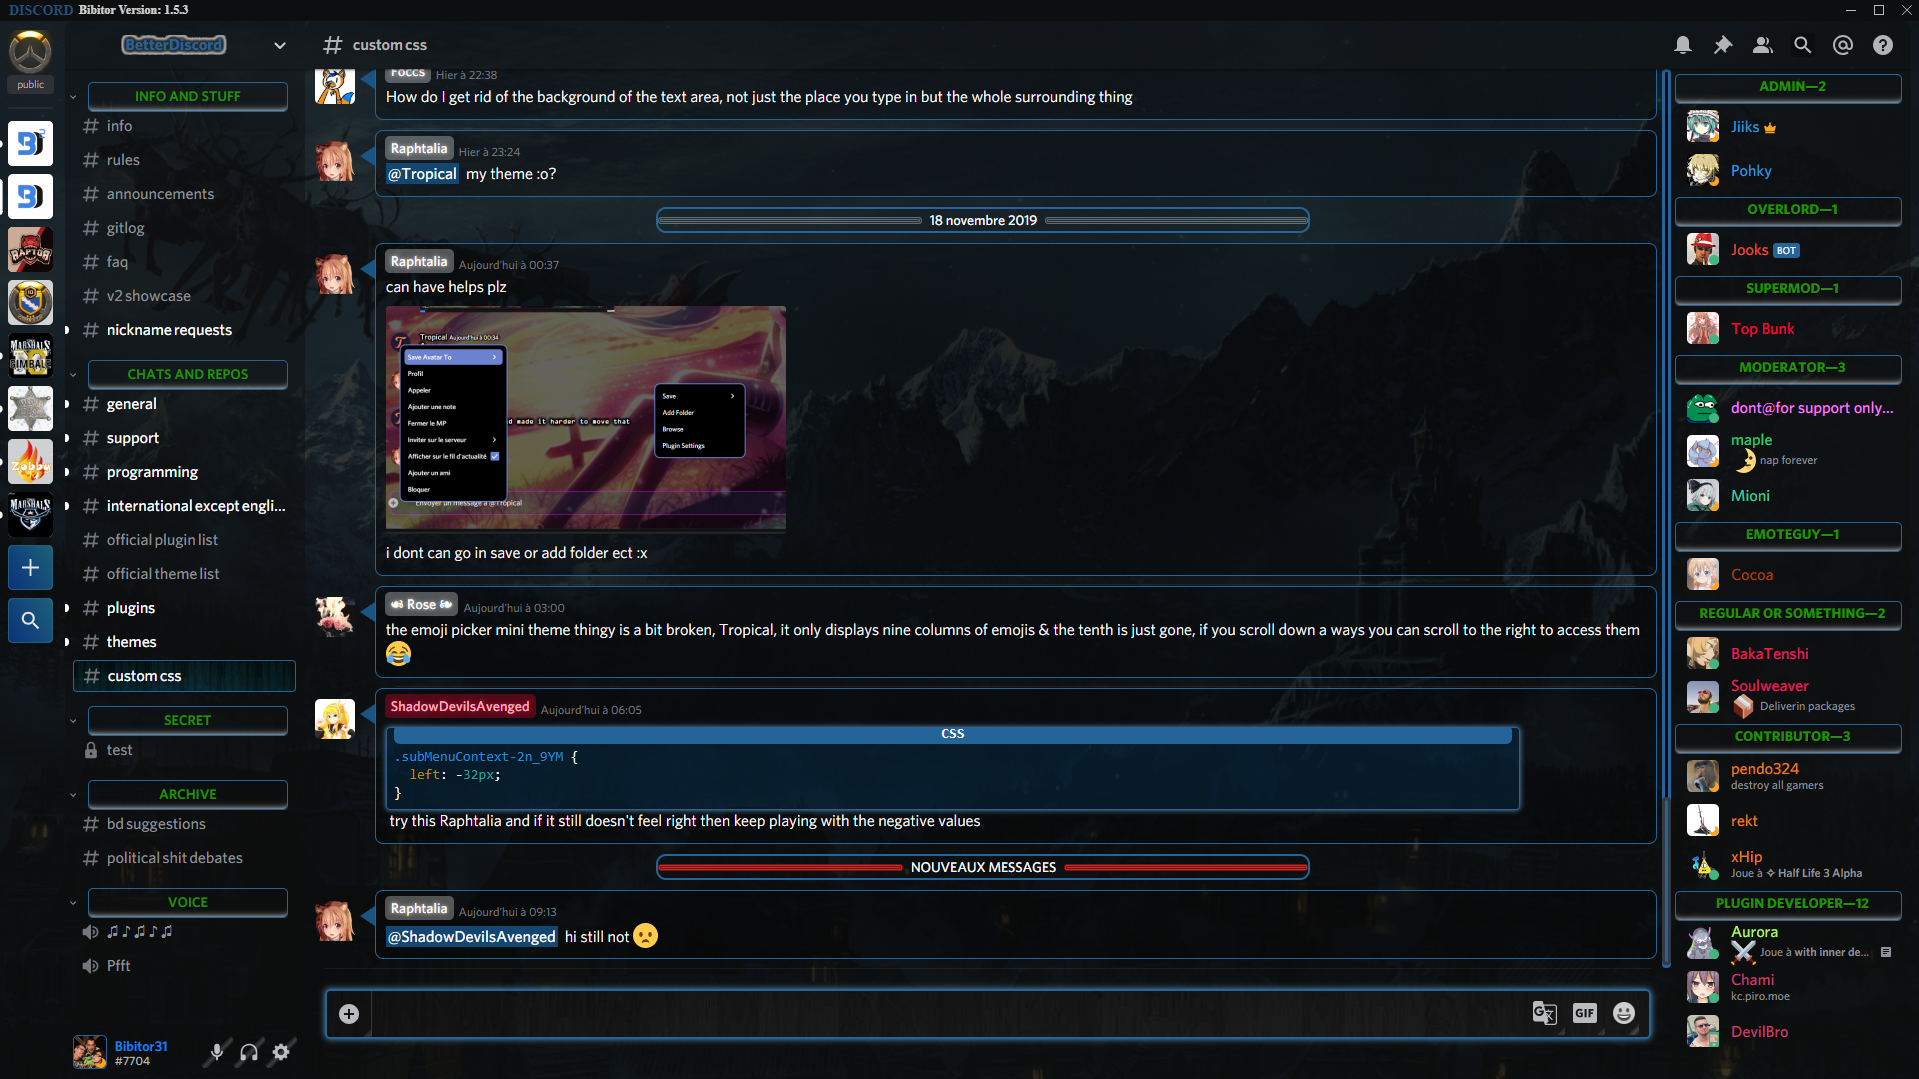 DISCORD Bibitor Version: 1.5.3
public
RAPTOR
MARSHALS
Zobby
MARSHALS
BetterDiscord
INFO AND STUFF
info
rules
announcements
gitlog
faq
v2 showcase
nickname requests
CHATS AND REPOS
general
support
programming
international except engli...
official plugin list
official theme list
plugins
themes
custom css
SECRET
test
ARCHIVE
bd suggestions
political shit debates
VOICE
♫♪♫♪♫
Pfft
Bibitor31
#7704
# custom css
Foccs Hier à 22:38
How do I get rid of the background of the text area, not just the place you type in but the whole surrounding thing
Raphtalia Hier à 23:24
@Tropical my theme :o?
18 novembre 2019
Raphtalia Aujourd'hui à 00:37
can have helps plz
Tropical Aujourd'hui à 00:34
Save Avatar To
Profil
Appeler
Ajouter une note
Fermer le MP
Inviter sur le serveur
Afficher sur le fil d'actualité
Ajouter un ami
Bloquer
d made it harder to move that
Save
Add Folder
Browse
Plugin Settings
Envoyer un message à @Tropical
i dont can go in save or add folder ect :x
Rose Aujourd'hui à 03:00
the emoji picker mini theme thingy is a bit broken, Tropical, it only displays nine columns of emojis & the tenth is just gone, if you scroll down a ways you can scroll to the right to access them
😂
ShadowDevilsAvenged Aujourd'hui à 06:05
CSS
.subMenuContext-2n_9YM {
left: -32px;
}
try this Raphtalia and if it still doesn't feel right then keep playing with the negative values
NOUVEAUX MESSAGES
Raphtalia Aujourd'hui à 09:13
@ShadowDevilsAvenged hi still not 😦
GIF
ADMIN—2
Jiiks
Pohky
OVERLORD—1
Jooks BOT
SUPERMOD—1
Top Bunk
MODERATOR—3
dont@for support only...
maple
nap forever
Mioni
EMOTEGUY—1
Cocoa
REGULAR OR SOMETHING—2
BakaTenshi
Soulweaver
Deliverin packages
CONTRIBUTOR—3
pendo324
destroy all gamers
rekt
xHip
Joue à ✧ Half Life 3 Alpha
PLUGIN DEVELOPER—12
Aurora
Joue à with inner de...
Chami
kc.piro.moe
DevilBro